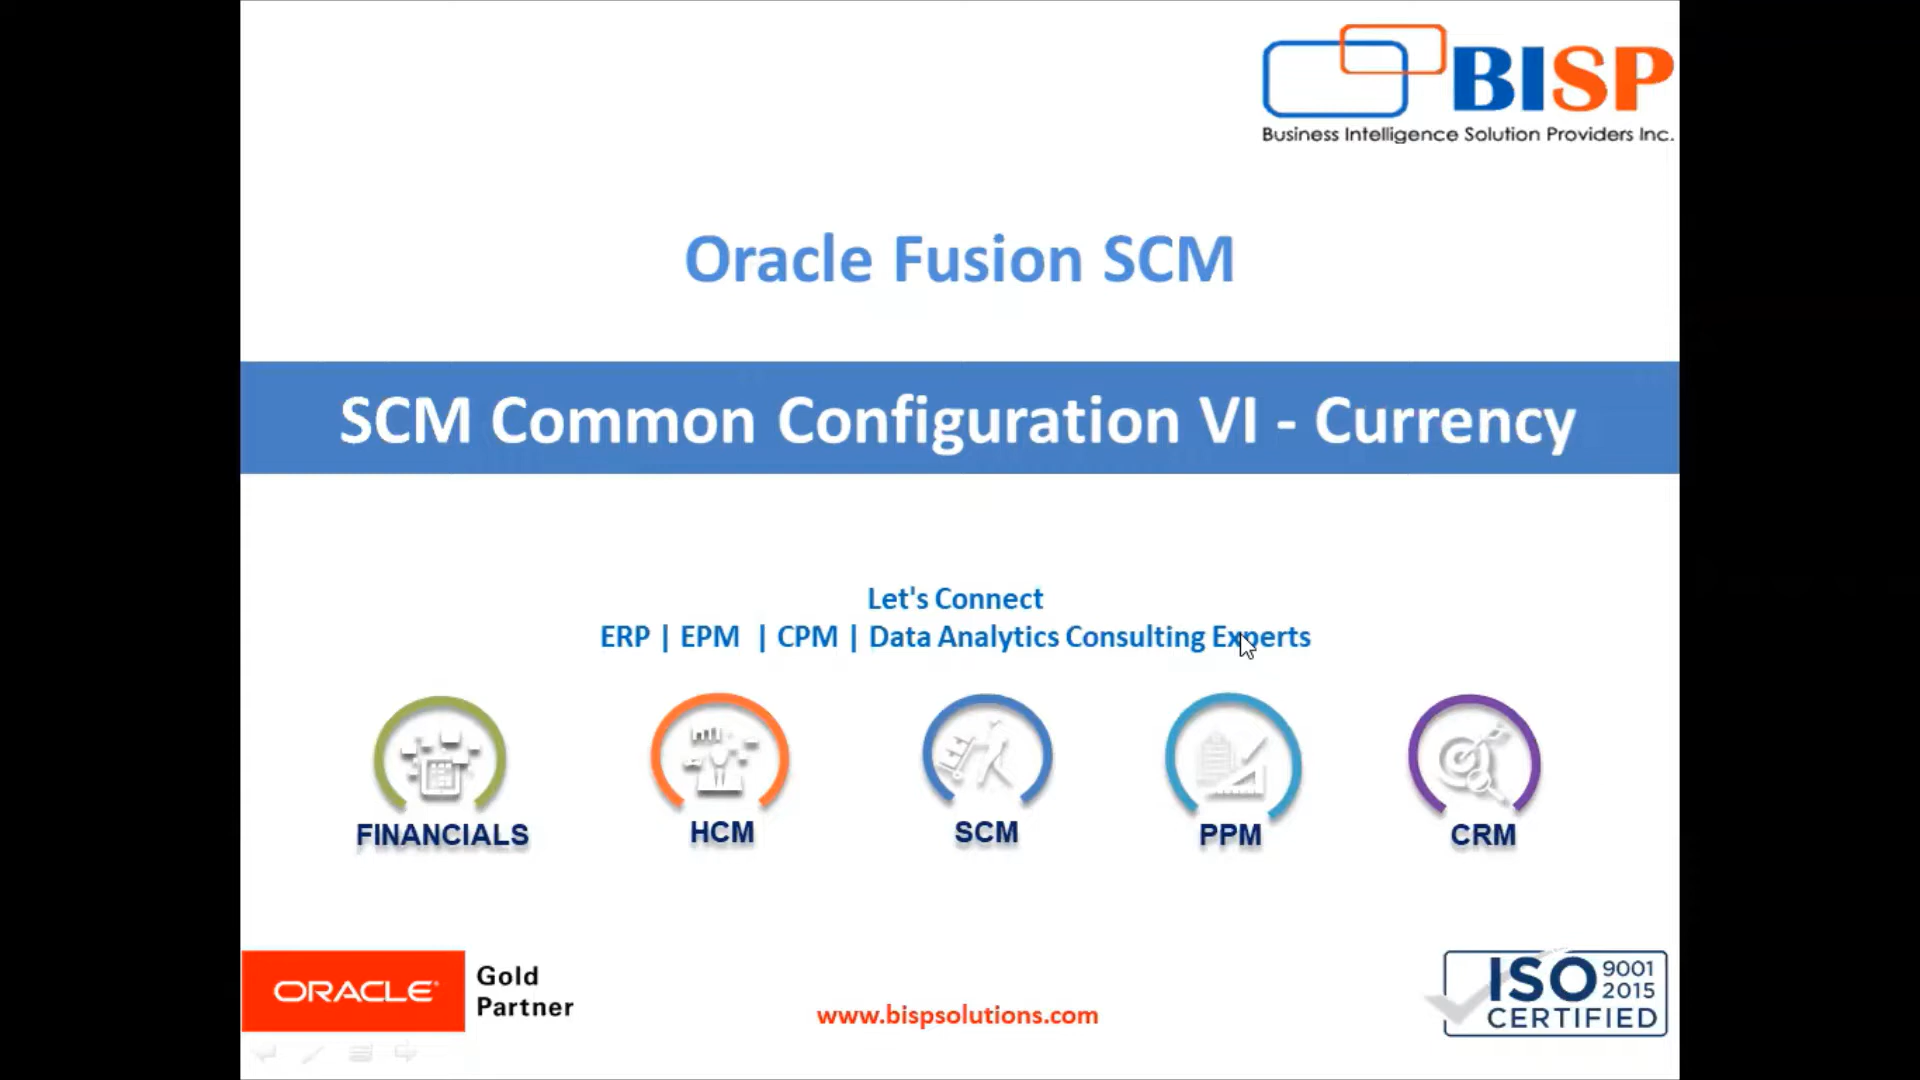 BISP
Business Intelligence Solution Providers Inc.
Oracle Fusion SCM
SCM Common Configuration VI - Currency
Let's Connect
ERP | EPM | CPM | Data Analytics Consulting Experts
FINANCIALS
HCM
SCM
PPM
CRM
ORACLE®
Gold
Partner
www.bispsolutions.com
ISO 9001
2015
CERTIFIED